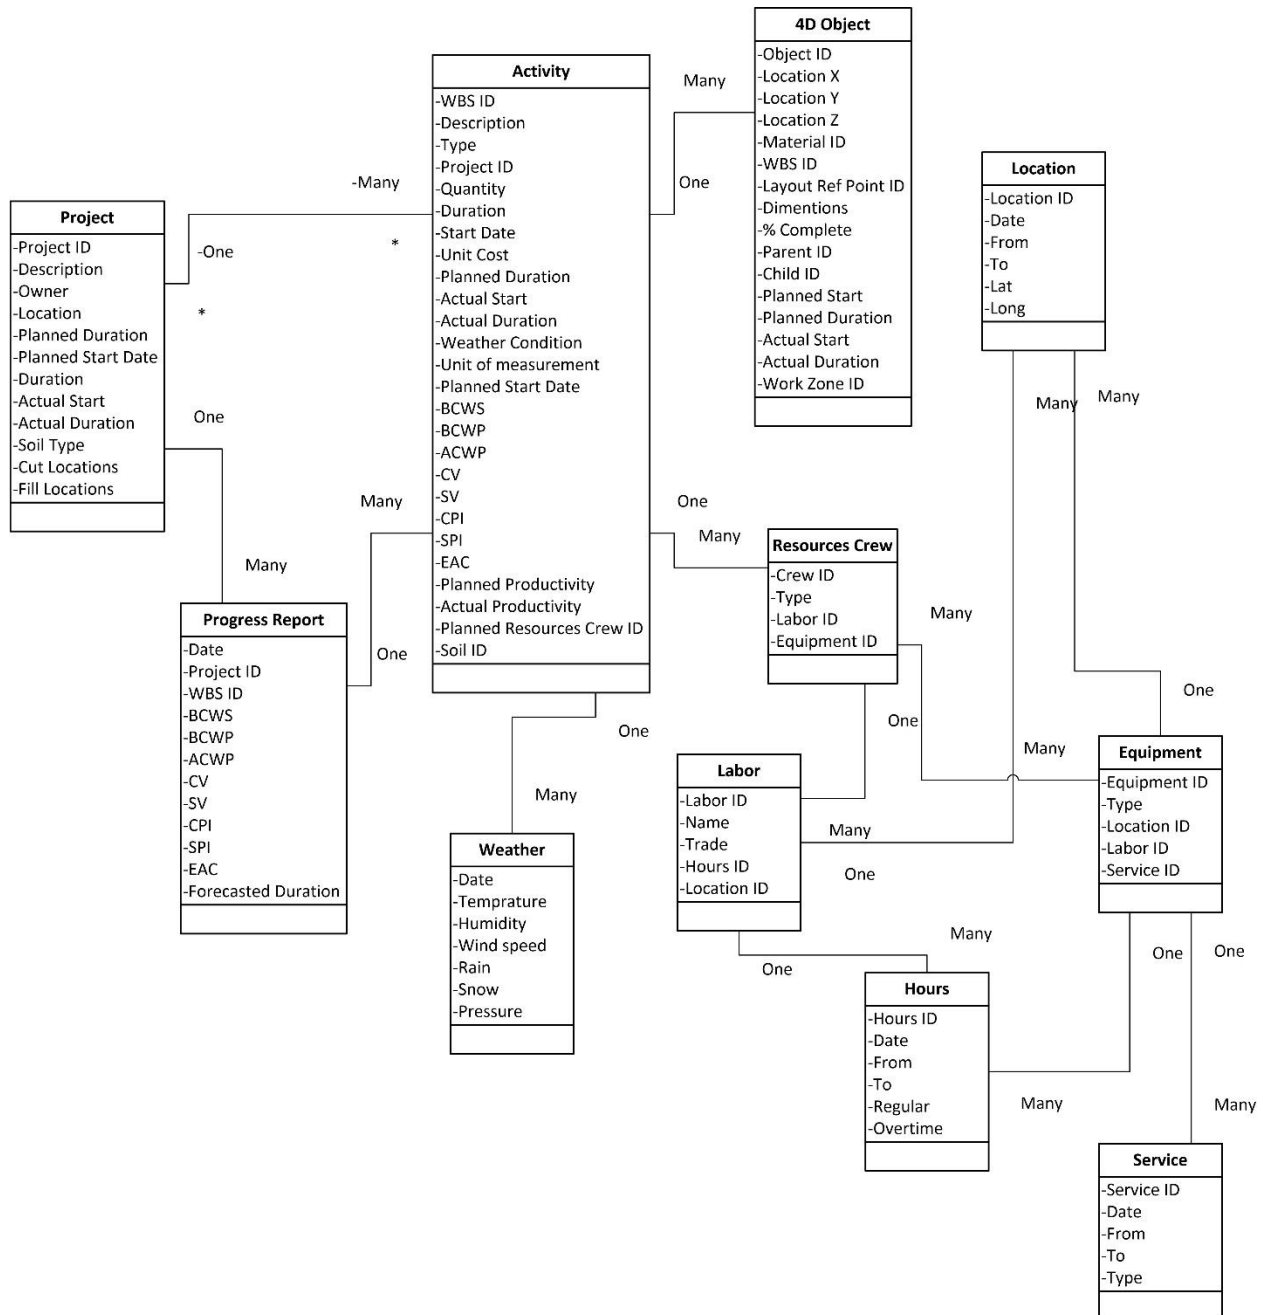 4D Object
-Object ID
-Location X
-Location Y
-Location Z
-Material ID
-WBS ID
-Layout Ref Point ID
-Dimentions
-% Complete
-Parent ID
-Child ID
-Planned Start
-Planned Duration
-Actual Start
-Actual Duration
-Work Zone ID
Activity
-WBS ID
-Description
-Type
-Project ID
-Quantity
-Duration
-Start Date
-Unit Cost
-Planned Duration
-Actual Start
-Actual Duration
-Weather Condition
-Unit of measurement
-Planned Start Date
-BCWS
-BCWP
-ACWP
-CV
-SV
-CPI
-SPI
-EAC
-Planned Productivity
-Actual Productivity
-Planned Resources Crew ID
-Soil ID
Many
One
Location
-Location ID
-Date
-From
-To
-Lat
-Long
-Many
*
-One
*
Project
-Project ID
-Description
-Owner
-Location
-Planned Duration
-Planned Start Date
-Duration
-Actual Start
-Actual Duration
-Soil Type
-Cut Locations
-Fill Locations
One
Many
Many
One
Progress Report
-Date
-Project ID
-WBS ID
-BCWS
-BCWP
-ACWP
-CV
-SV
-CPI
-SPI
-EAC
-Forecasted Duration
One
Many
Resources Crew
-Crew ID
-Type
-Labor ID
-Equipment ID
Many
Many
Many
One
One
Many
One
Many
Weather
-Date
-Temprature
-Humidity
-Wind speed
-Rain
-Snow
-Pressure
Labor
-Labor ID
-Name
-Trade
-Hours ID
-Location ID
Many
One
Equipment
-Equipment ID
-Type
-Location ID
-Labor ID
-Service ID
One
Many
Hours
-Hours ID
-Date
-From
-To
-Regular
-Overtime
One
One
Many
Many
Service
-Service ID
-Date
-From
-To
-Type